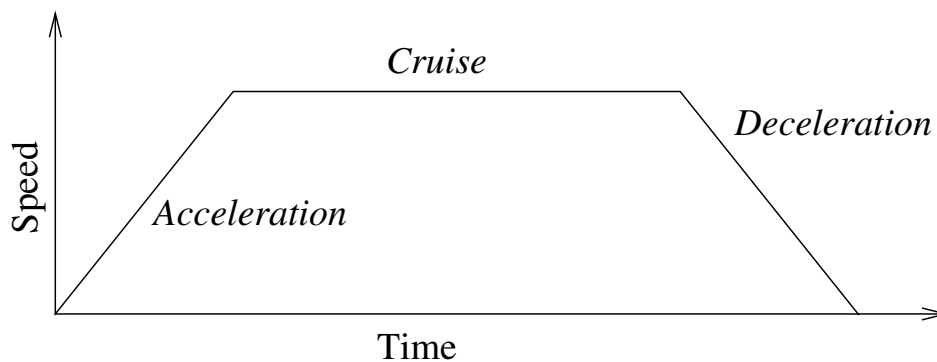 Cruise
Deceleration
Speed
Acceleration
Time